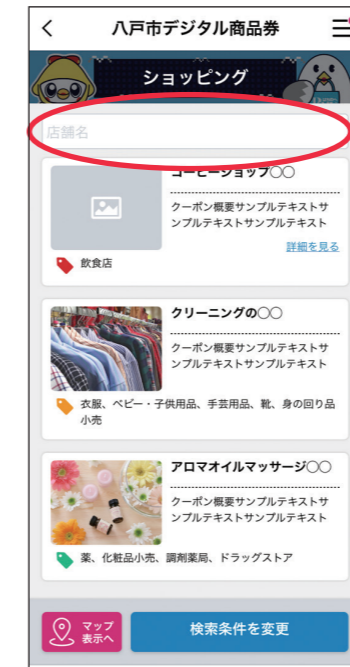 八戸市デジタル商品券
ショッピング
店舗名
コーヒーショップ〇〇
クーポン概要サンプルテキストサ
ンプルテキストサンプルテキスト
詳細を見る
飲食店
クリーニングの〇〇
クーポン概要サンプルテキストサ
ンプルテキストサンプルテキスト
衣服、ベビー・子供用品、手芸用品、靴、身の回り品
小売
アロマオイルマッサージ〇〇
クーポン概要サンプルテキストサ
ンプルテキストサンプルテキスト
薬、化粧品小売、調剤薬局、ドラッグストア
マップ
表示へ
検索条件を変更